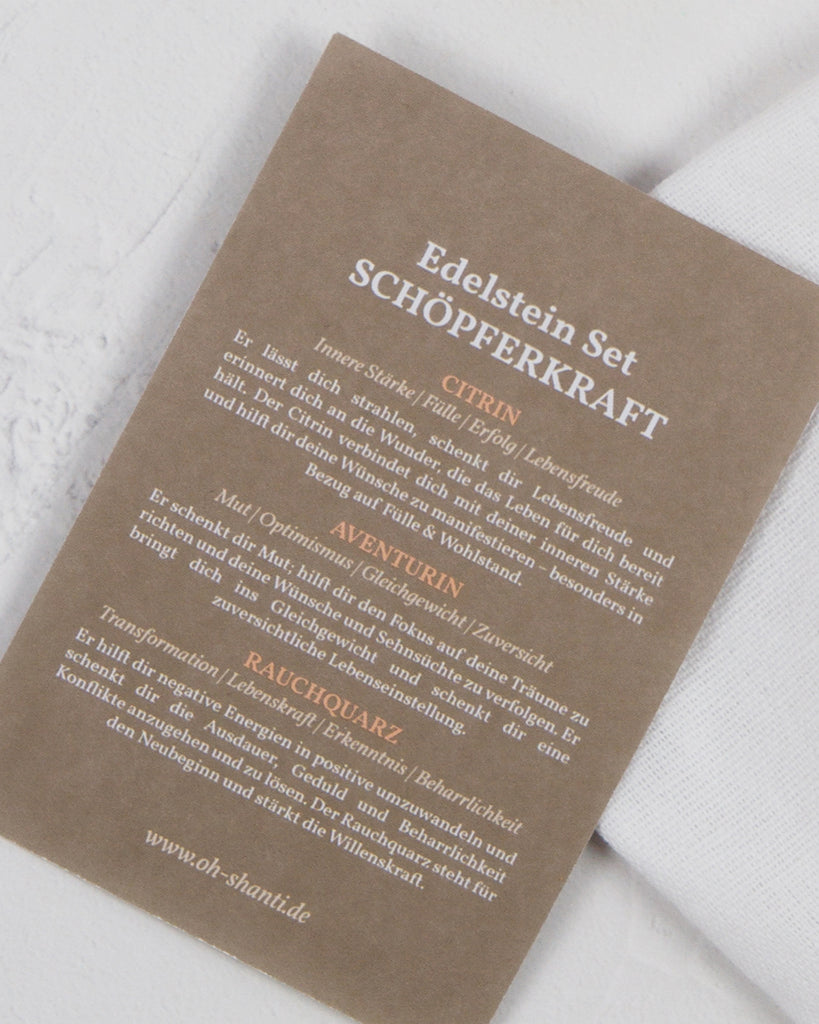 Edelstein Set
SCHÖPFERKRAFT
CITRIN
Innere Stärke | Fülle | Erfolg | Lebensfreude
Er lässt dich strahlen, schenkt dir Lebensfreude und
erinnert dich an die Wunder, die das Leben für dich bereit
hält. Der Citrin verbindet dich mit deiner inneren Stärke
und hilft dir deine Wünsche zu manifestieren – besonders in
Bezug auf Fülle & Wohlstand.
AVENTURIN
Mut | Optimismus | Gleichgewicht | Zuversicht
Er schenkt dir Mut; hilft dir den Fokus auf deine Träume zu
richten und deine Wünsche und Sehnsüchte zu verfolgen. Er
bringt dich ins Gleichgewicht und schenkt dir eine
zuversichtliche Lebenseinstellung.
RAUCHQUARZ
Transformation | Lebenskraft | Erkenntnis | Beharrlichkeit
Er hilft dir negative Energien in positive umzuwandeln und
schenkt dir die Ausdauer, Geduld und Beharrlichkeit
Konflikte anzugehen und zu lösen. Der Rauchquarz steht für
den Neubeginn und stärkt die Willenskraft.
www.oh-shanti.de